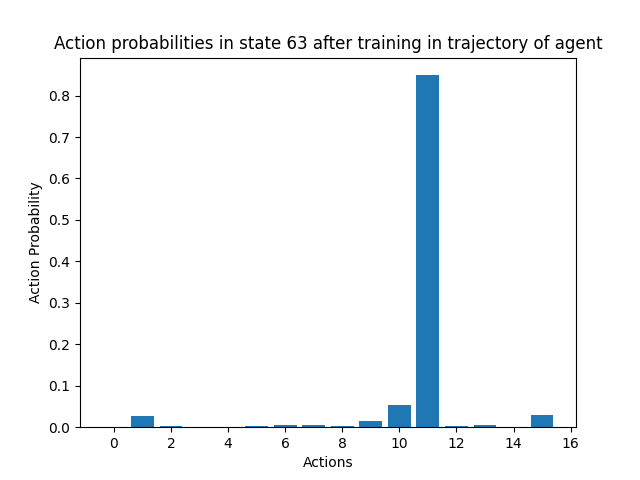 Action probabilities in state 63 after training in trajectory of agent
Action Probability
0.8
0.7
0.6
0.5
0.4
0.3
0.2
0.1
0.0
0 2 4 6 8 10 12 14 16
Actions